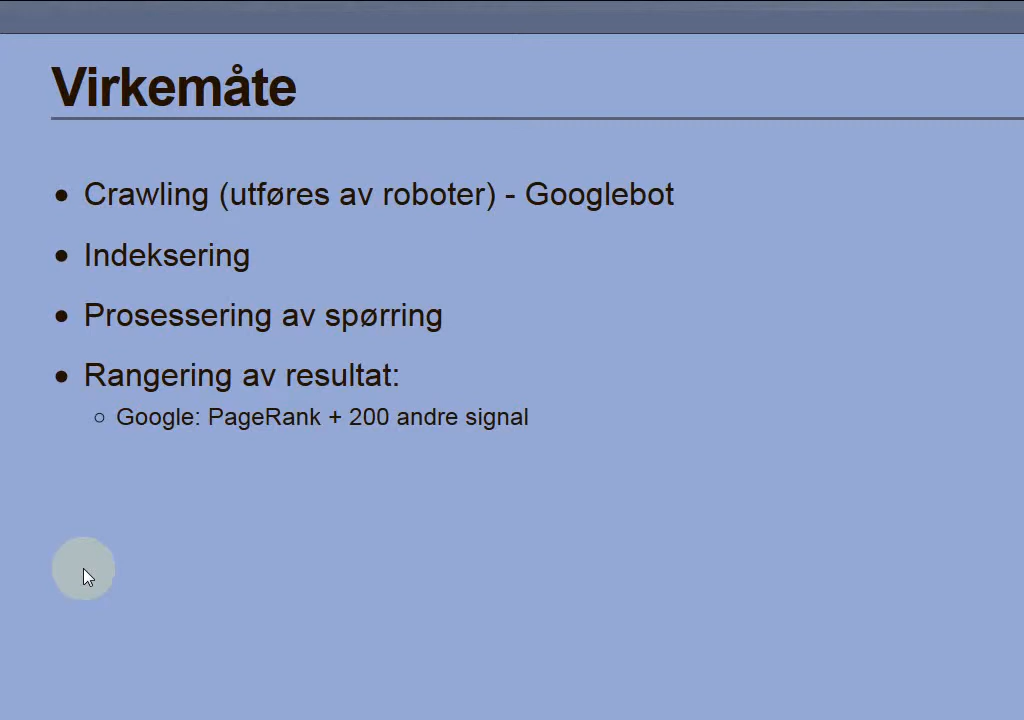 Virkemåte
• Crawling (utføres av roboter) - Googlebot
• Indeksering
• Prosessering av spørring
• Rangering av resultat:
○ Google: PageRank + 200 andre signal